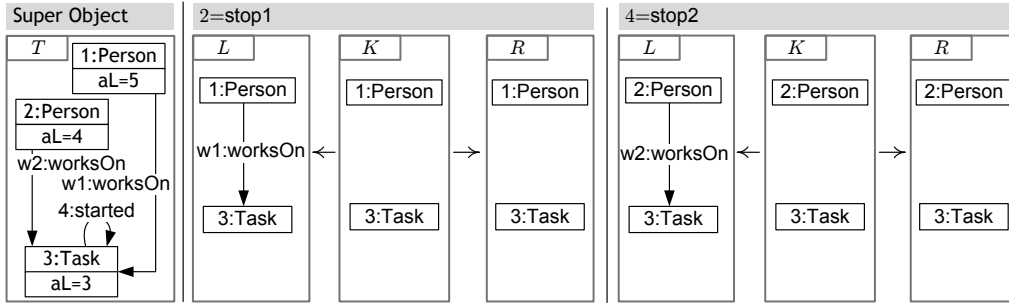 Super Object
T
1:Person
aL=5
2:Person
aL=4
w2:worksOn
w1:worksOn
4:started
3:Task
aL=3
2=stop1
L
K
R
1:Person
1:Person
1:Person
w1:worksOn
3:Task
3:Task
3:Task
4=stop2
L
K
R
2:Person
2:Person
2:Person
w2:worksOn
3:Task
3:Task
3:Task